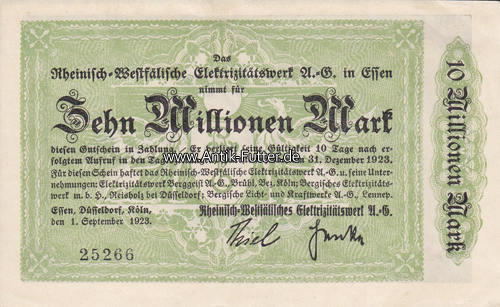 Das
Rheinisch-Westfälische Elektrizitätswerk A.-G. in Essen
nimmt für
Zehn Millionen Mark
diesen Gutschein in Zahlung. Er verliert seine Gültigkeit 10 Tage nach er-
folgtem Aufruf in den Tag 31. Dezember 1923.
www.Antik-Futter.de
Für diesen Schein haftet das Rheinisch-Westfälische Elektrizitätswerk A.-G. u. seine Unter-
nehmungen: Elektrizitätswerk Berggeist A.-G., Brühl, Bez. Köln; Bergisches Elektrizitäts-
werk m. b. H., Reisholz bei Düsseldorf; Bergische Licht- und Kraftwerke A.-G., Lennep.
Essen, Düsseldorf, Köln,
den 1. September 1923.
Rheinisch-Westfälisches Elektrizitätswerk A.-G.
Thiel
25266
10 Millionen Mark